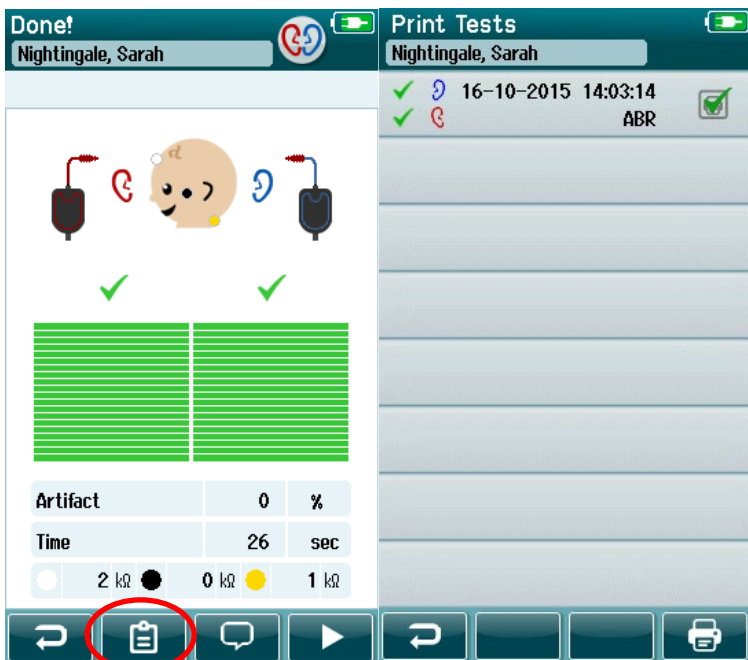 Done!
Nightingale, Sarah
Artifact 0 %
Time 26 sec
2 kΩ 0 kΩ 1 kΩ
Print Tests
Nightingale, Sarah
16-10-2015 14:03:14
ABR